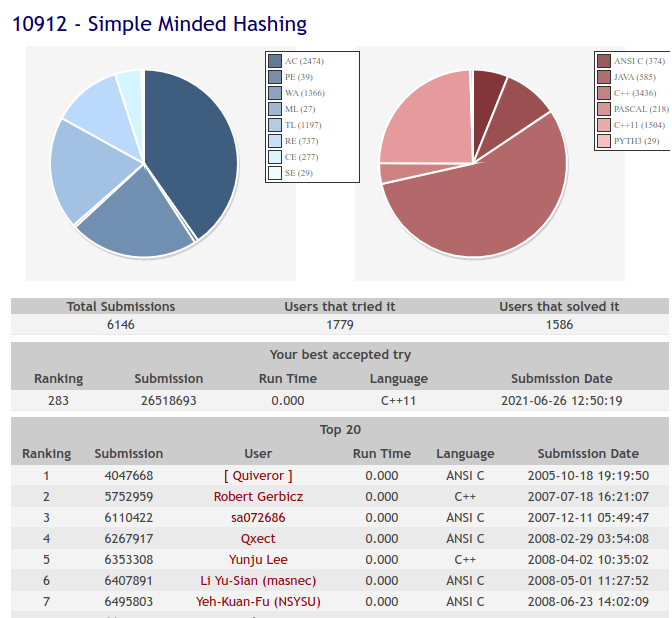 10912 - Simple Minded Hashing
AC (2474)
PE (39)
WA (1366)
ML (27)
TL (1197)
RE (737)
CE (277)
SE (29)
ANSI C (374)
JAVA (585)
C++ (3436)
PASCAL (218)
C++11 (1504)
PYTH3 (29)
Total Submissions Users that tried it Users that solved it
6146 1779 1586
Your best accepted try
Ranking Submission Run Time Language Submission Date
283 26518693 0.000 C++11 2021-06-26 12:50:19
Top 20
Ranking Submission User Run Time Language Submission Date
1 4047668 [ Quiveror ] 0.000 ANSI C 2005-10-18 19:19:50
2 5752959 Robert Gerbicz 0.000 C++ 2007-07-18 16:21:07
3 6110422 sa072686 0.000 ANSI C 2007-12-11 05:49:47
4 6267917 Qxect 0.000 ANSI C 2008-02-29 03:54:08
5 6353308 Yunju Lee 0.000 C++ 2008-04-02 10:35:02
6 6407891 Li Yu-Sian (masnec) 0.000 ANSI C 2008-05-01 11:27:52
7 6495803 Yeh-Kuan-Fu (NSYSU) 0.000 ANSI C 2008-06-23 14:02:09